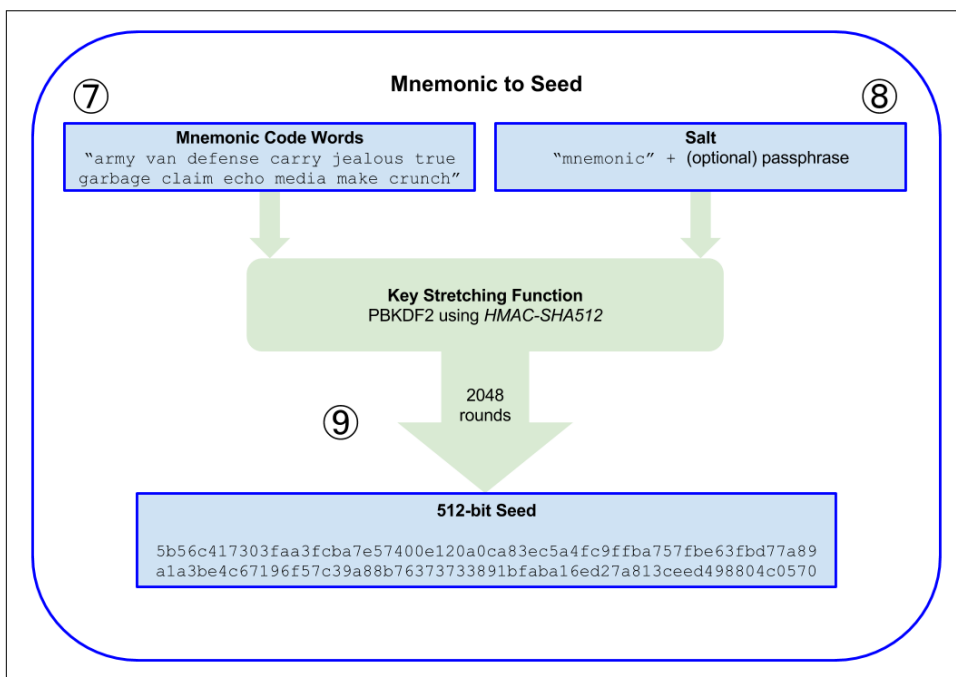 Mnemonic to Seed
⑦
⑧
Mnemonic Code Words
“army van defense carry jealous true
garbage claim echo media make crunch”
Salt
“mnemonic” + (optional) passphrase
Key Stretching Function
PBKDF2 using HMAC-SHA512
2048
rounds
⑨
512-bit Seed
5b56c417303faa3fcba7e57400e120a0ca83ec5a4fc9ffba757fbe63fbd77a89
a1a3be4c67196f57c39a88b76373733891bfaba16ed27a813ceed498804c0570